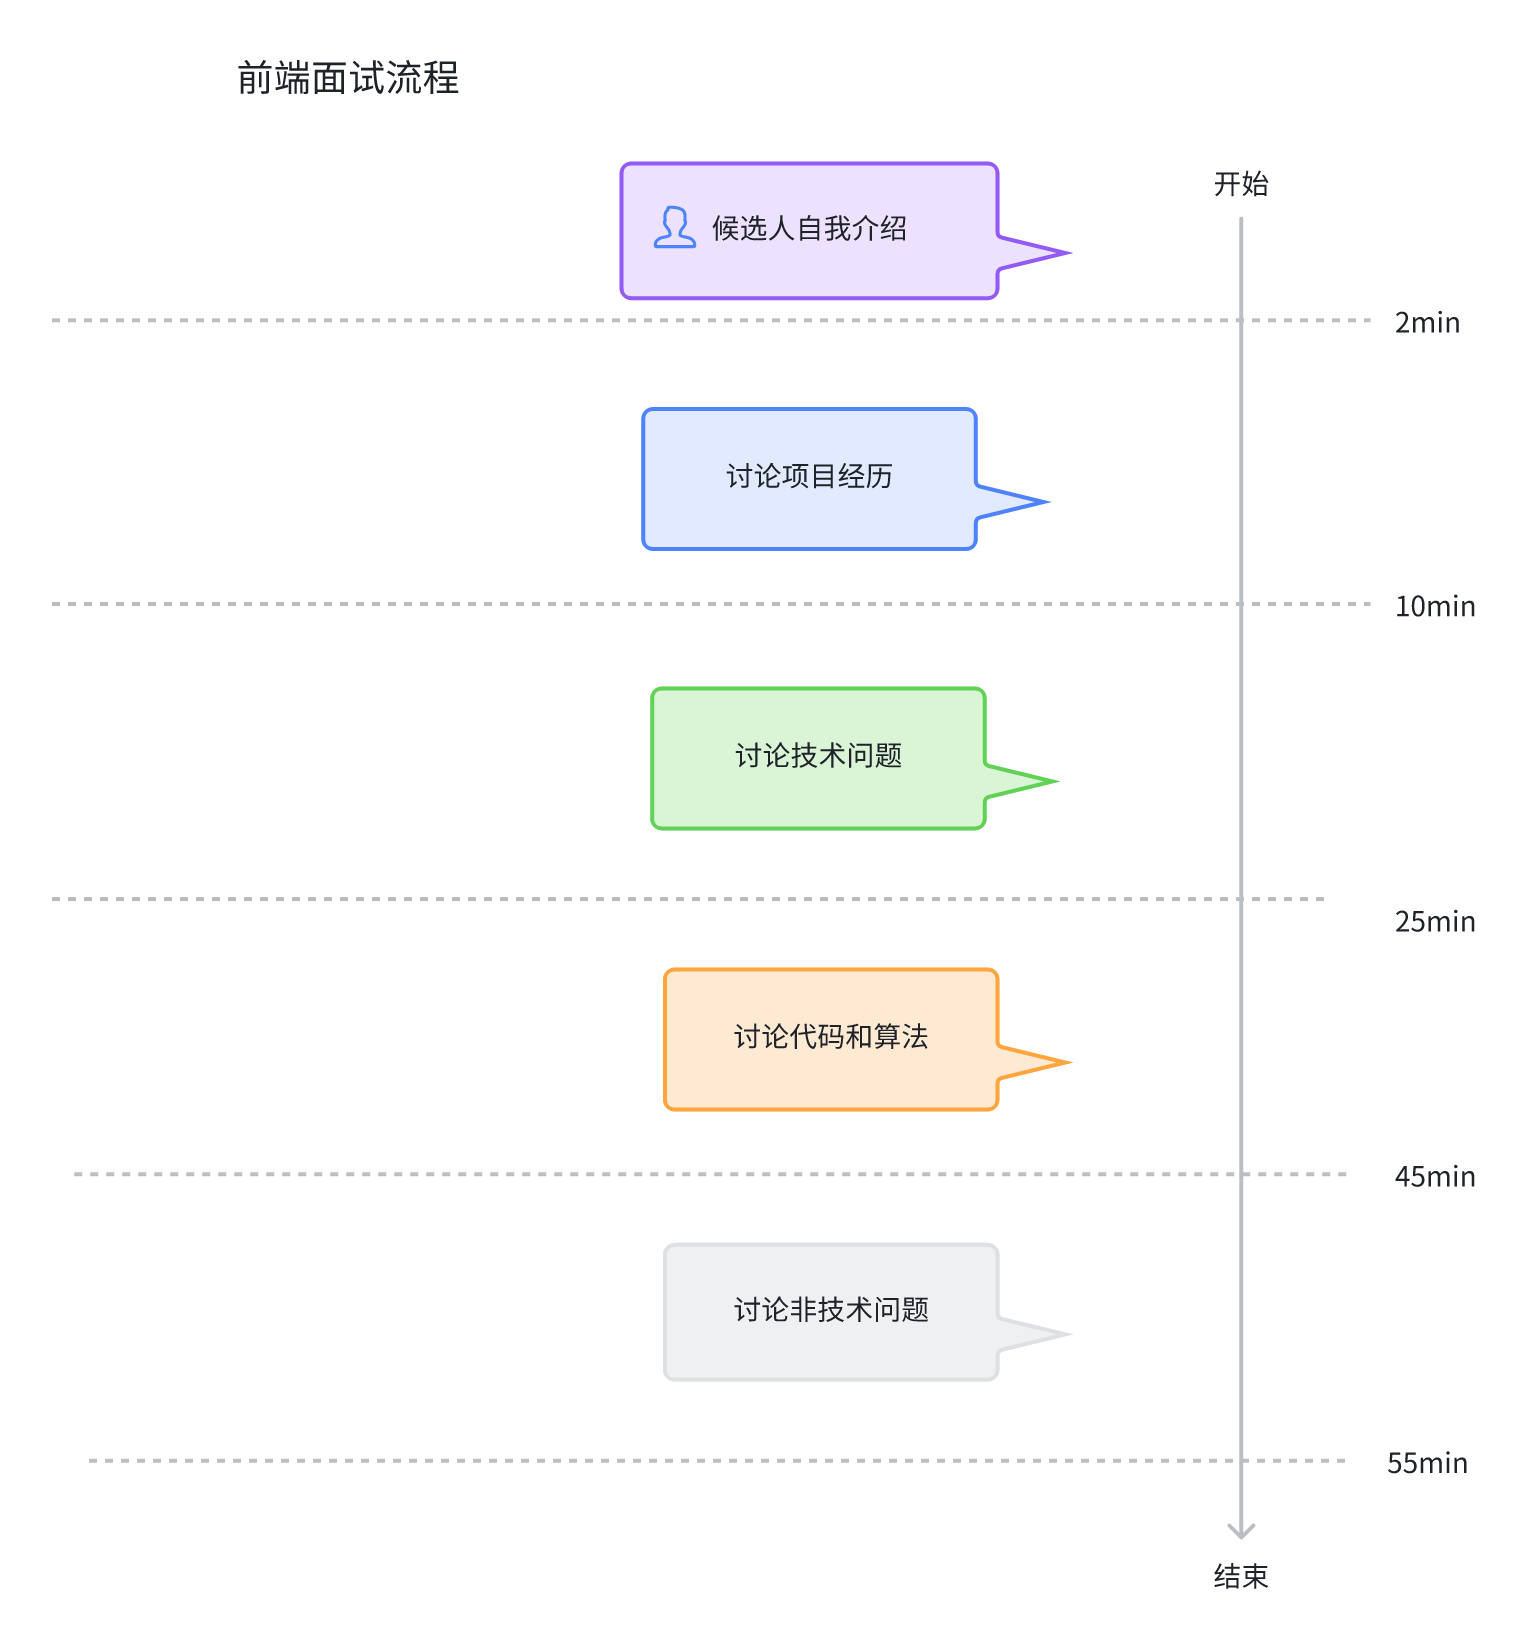 前端面试流程
开始
候选人自我介绍
2min
讨论项目经历
10min
讨论技术问题
25min
讨论代码和算法
45min
讨论非技术问题
55min
结束